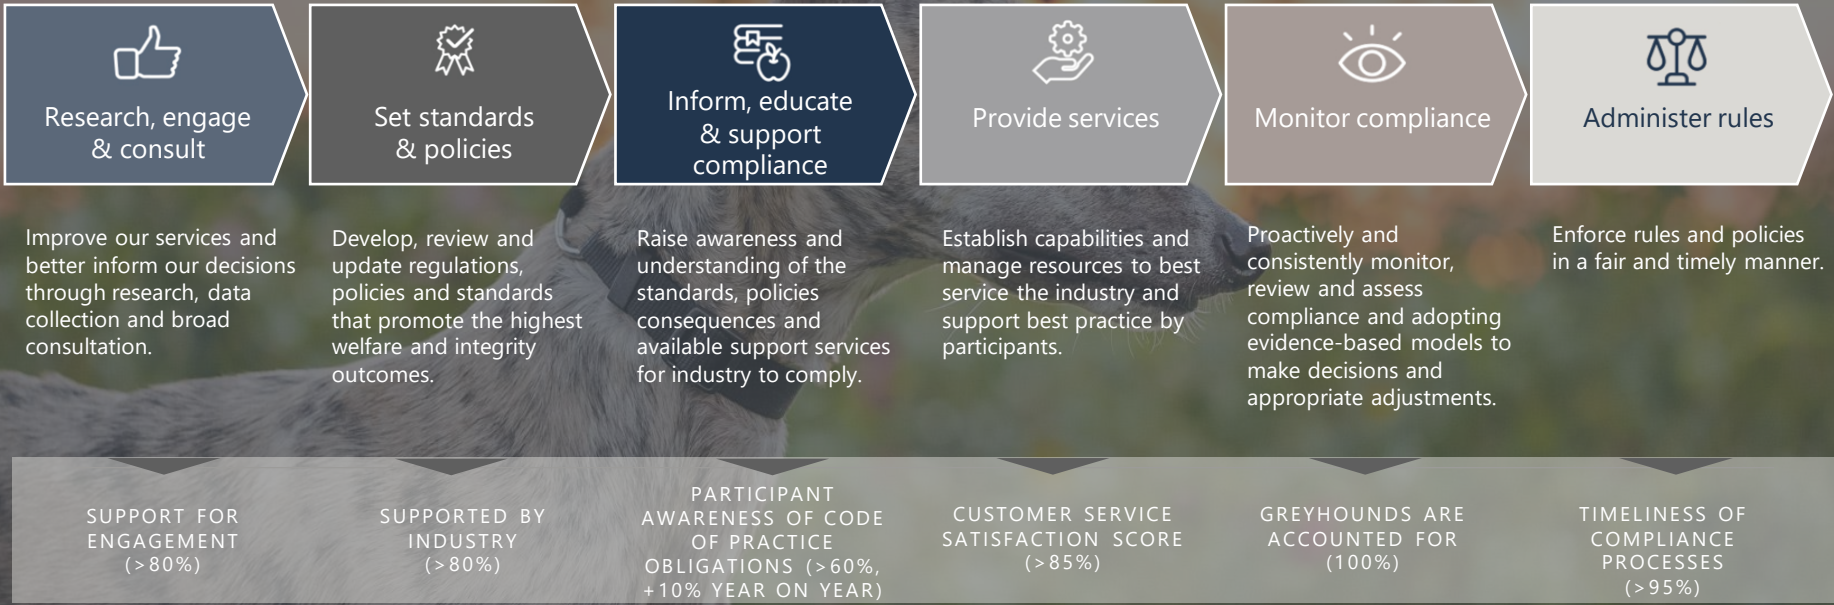 Research, engage
& consult
Set standards
& policies
Inform, educate
& support
compliance
Provide services
Monitor compliance
Administer rules
Improve our services and
better inform our decisions
through research, data
collection and broad
consultation.
Develop, review and
update regulations,
policies and standards
that promote the highest
welfare and integrity
outcomes.
Raise awareness and
understanding of the
standards, policies
consequences and
available support services
for industry to comply.
Establish capabilities and
manage resources to best
service the industry and
support best practice by
participants.
Proactively and
consistently monitor,
review and assess
compliance and adopting
evidence-based models to
make decisions and
appropriate adjustments.
Enforce rules and policies
in a fair and timely manner.
SUPPORT FOR
ENGAGEMENT
(>80%)
SUPPORTED BY
INDUSTRY
(>80%)
PARTICIPANT
AWARENESS OF CODE
OF PRACTICE
OBLIGATIONS (>60%,
+10% YEAR ON YEAR)
CUSTOMER SERVICE
SATISFACTION SCORE
(>85%)
GREYHOUNDS ARE
ACCOUNTED FOR
(100%)
TIMELINESS OF
COMPLIANCE
PROCESSES
(>95%)